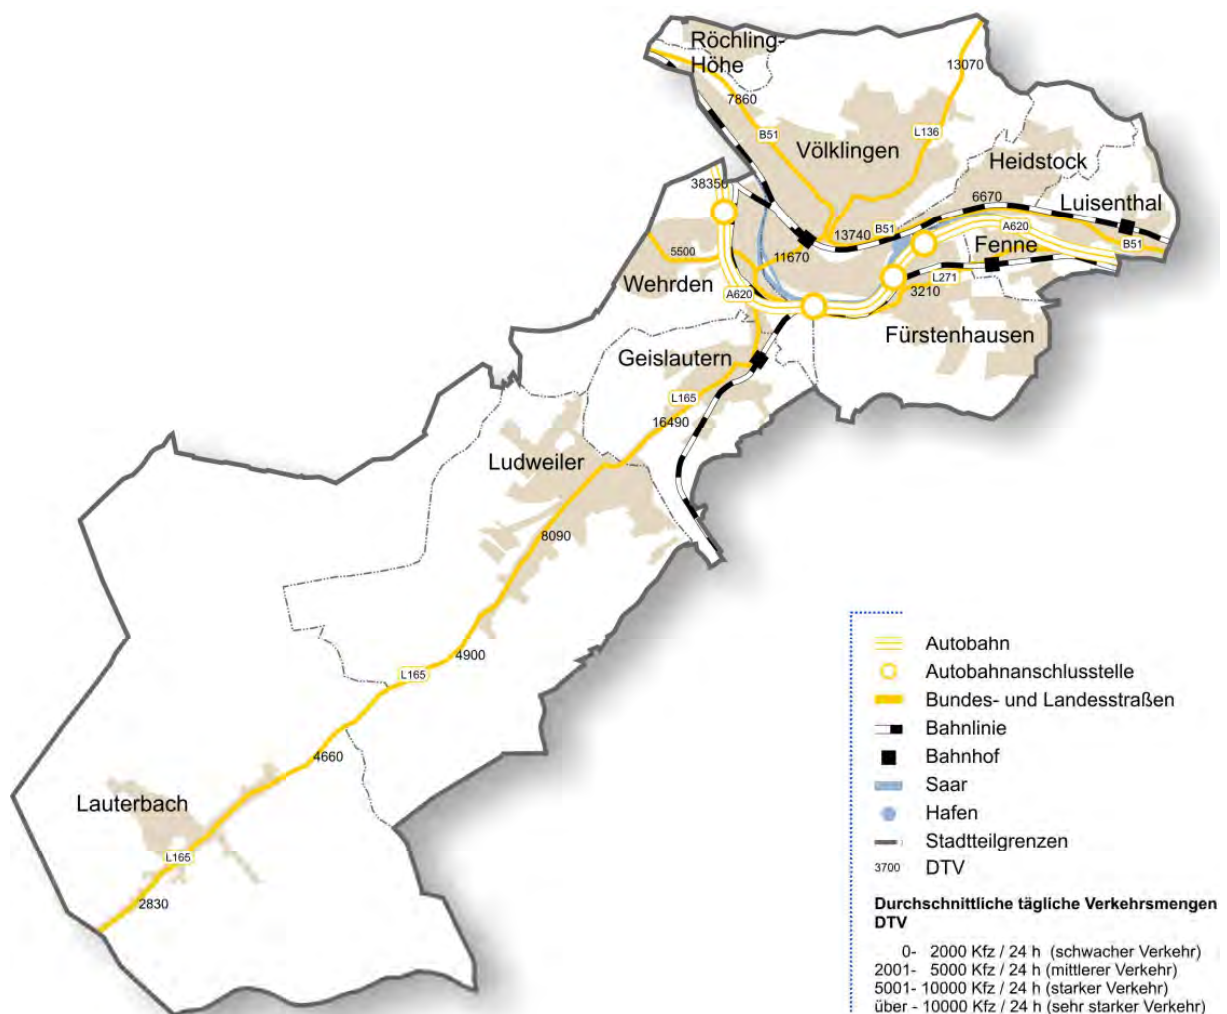 Röchling-
Höhe
13070
7860
B51
L136
Völklingen
Heidstock
38350
6670
Luisenthal
13740
B51
A620
Fenne
B51
5500
11670
Wehrden
A620
L271
3210
Fürstenhausen
Geislautern
L165
16490
Ludweiler
8090
4900
L165
4660
Lauterbach
L165
2830
Autobahn
Autobahnanschlusstelle
Bundes- und Landesstraßen
Bahnlinie
Bahnhof
Saar
Hafen
Stadtteilgrenzen
3700 DTV
Durchschnittliche tägliche Verkehrsmengen
DTV
0- 2000 Kfz / 24 h (schwacher Verkehr)
2001- 5000 Kfz / 24 h (mittlerer Verkehr)
5001- 10000 Kfz / 24 h (starker Verkehr)
über - 10000 Kfz / 24 h (sehr starker Verkehr)